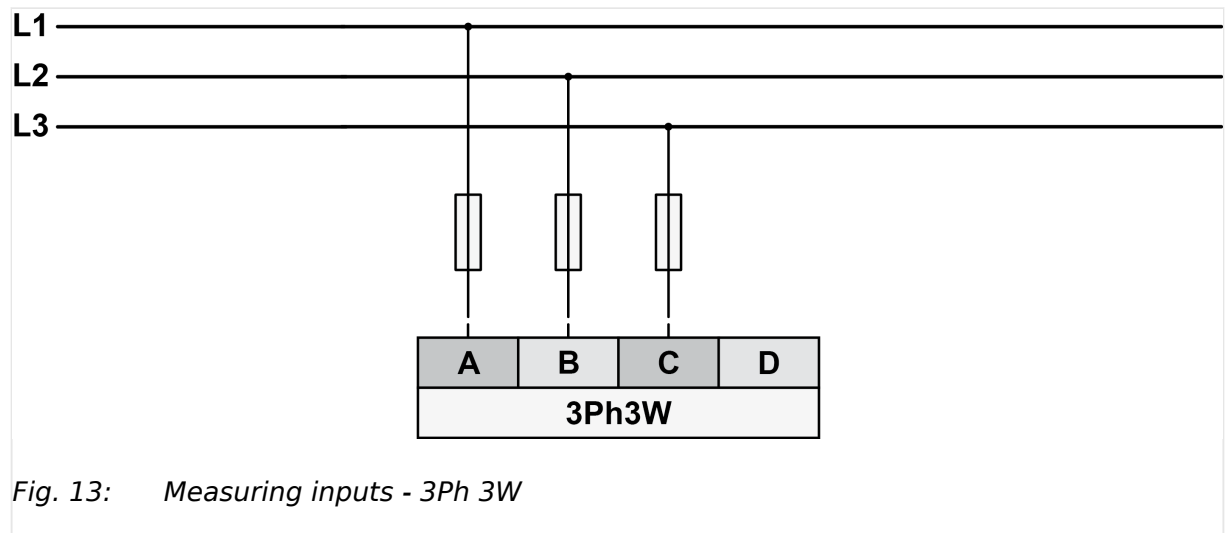 L1
L2
L3
A B C D
3Ph3W
Fig. 13: Measuring inputs - 3Ph 3W